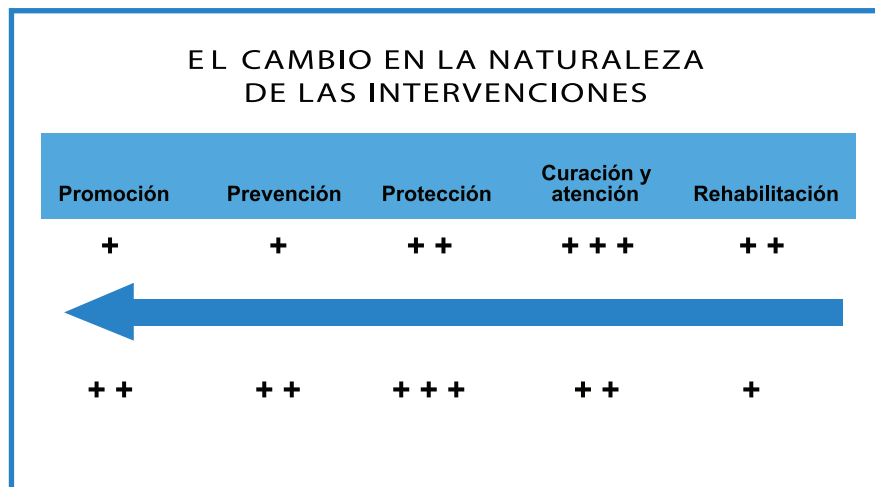 EL CAMBIO EN LA NATURALEZA
DE LAS INTERVENCIONES
Promoción Prevención Protección Curación y atención Rehabilitación
+ + + + + + + + +
+ + + + + + + + + +